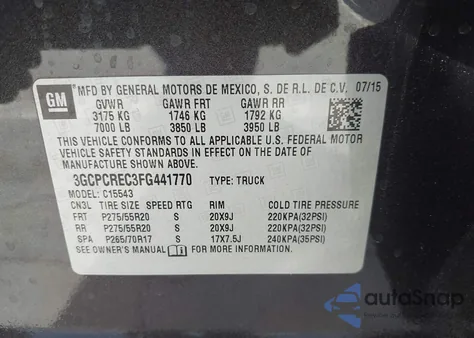 GM
MFD BY GENERAL MOTORS DE MEXICO, S. DE R.L. DE C.V. 07/15
GVWR GAWR FRT GAWR RR
3175 KG 1746 KG 1792 KG
7000 LB 3850 LB 3950 LB
THIS VEHICLE CONFORMS TO ALL APPLICABLE
U.S. FEDERAL MOTOR
VEHICLE SAFETY STANDARDS IN EFFECT ON THE DATE OF
MANUFACTURE SHOWN ABOVE.
3GCPCREC3FG441770 TYPE: TRUCK
MODEL: C15543
CN3L TIRE SIZE SPEED RTG RIM COLD TIRE PRESSURE
FRT P275/55R20 S 20X9J 220KPA(32PSI)
RR P275/55R20 S 20X9J 220KPA(32PSI)
SPA P265/70R17 S 17X7.5J 240KPA(35PSI)
SEE OWNER'S MANUAL FOR MORE INFORMATION.
autoSnap